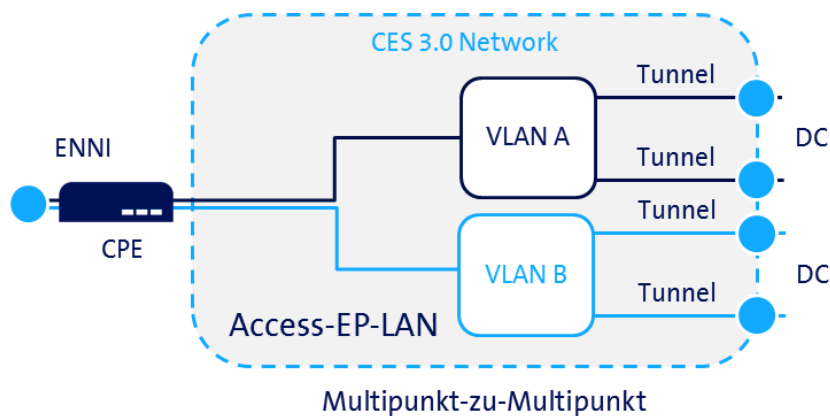 CES 3.0 Network
Tunnel
ENNI
VLAN A
DC
Tunnel
CPE
Tunnel
VLAN B
DC
Tunnel
Access-EP-LAN
Multipunkt-zu-Multipunkt